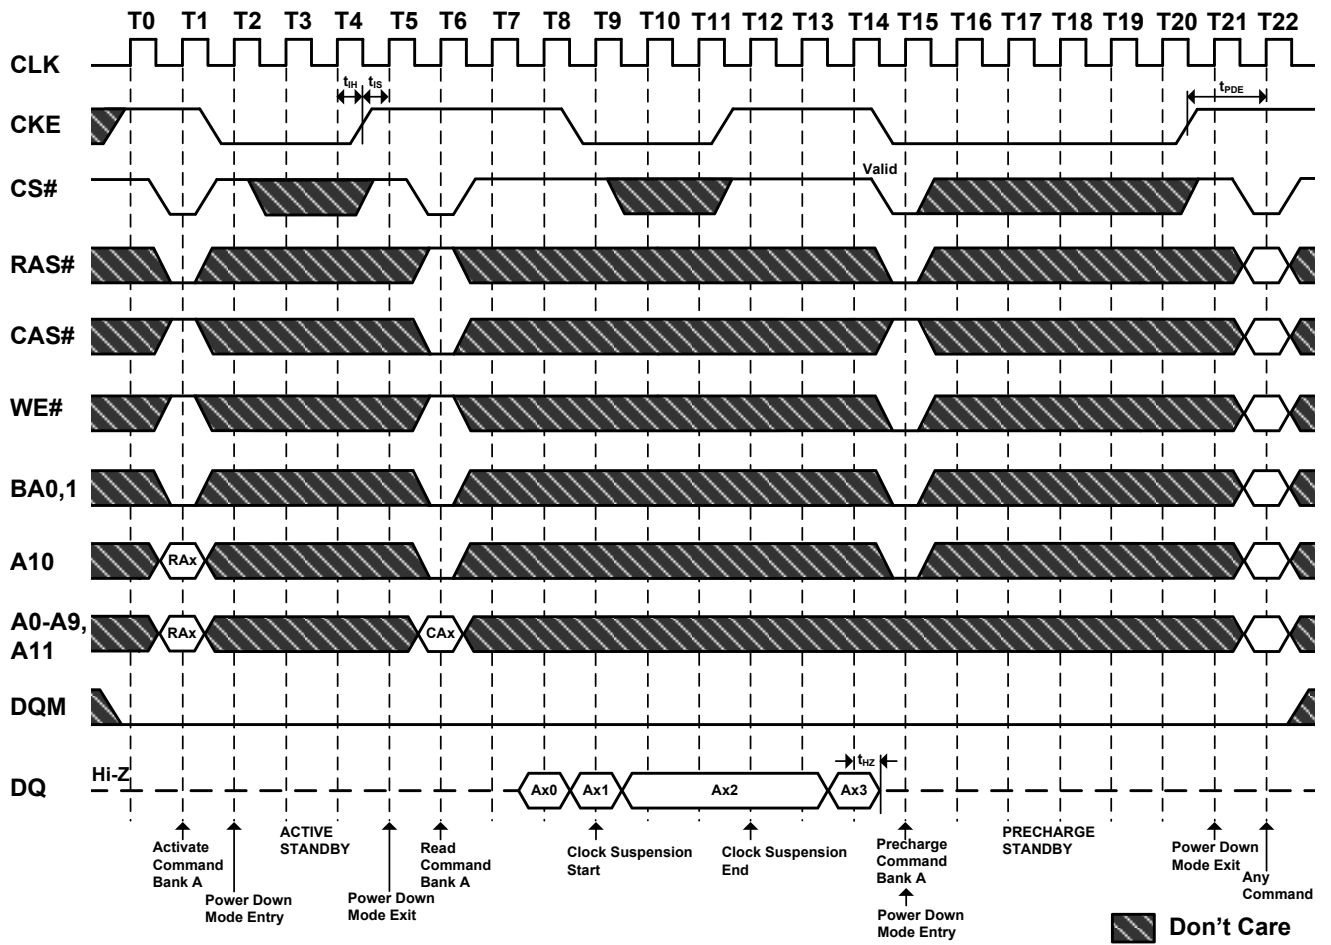 T0 T1 T2 T3 T4 T5 T6 T7 T8 T9 T10 T11 T12 T13 T14 T15 T16 T17 T18 T19 T20 T21 T22
CLK
tIH tIS tPDE
CKE
Valid
CS#
RAS#
CAS#
WE#
BA0,1
A10
RAx
A0-A9,
A11
RAx CAx
DQM
Hi-Z
tHZ
DQ
Ax0 Ax1 Ax2 Ax3
Activate
Command
Bank A
Power Down
Mode Entry
ACTIVE
STANDBY
Power Down
Mode Exit
Read
Command
Bank A
Clock Suspension
Start
Clock Suspension
End
Precharge
Command
Bank A
Power Down
Mode Entry
PRECHARGE
STANDBY
Power Down
Mode Exit
Any
Command
Don't Care